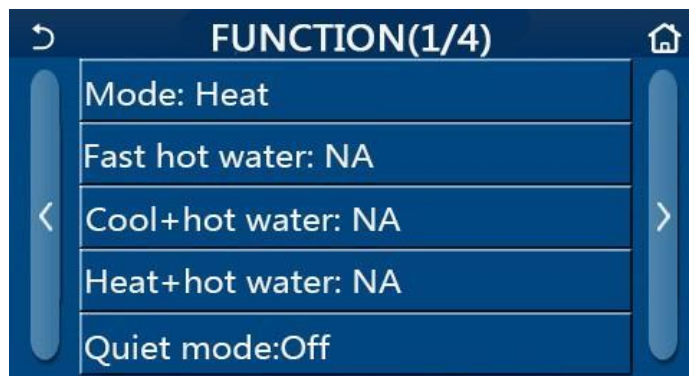 FUNCTION(1/4)
Mode: Heat
Fast hot water: NA
Cool+hot water: NA
Heat+hot water: NA
Quiet mode:Off